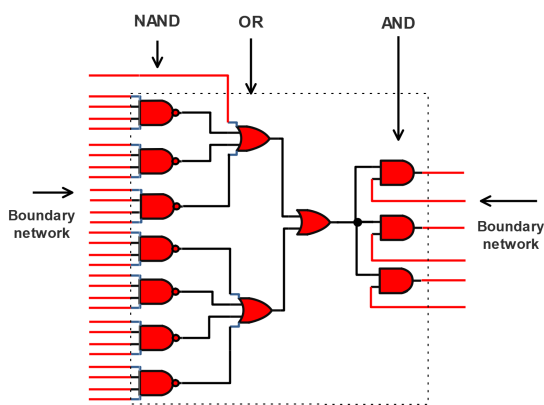 NAND
OR
AND
Boundary
network
Boundary
network